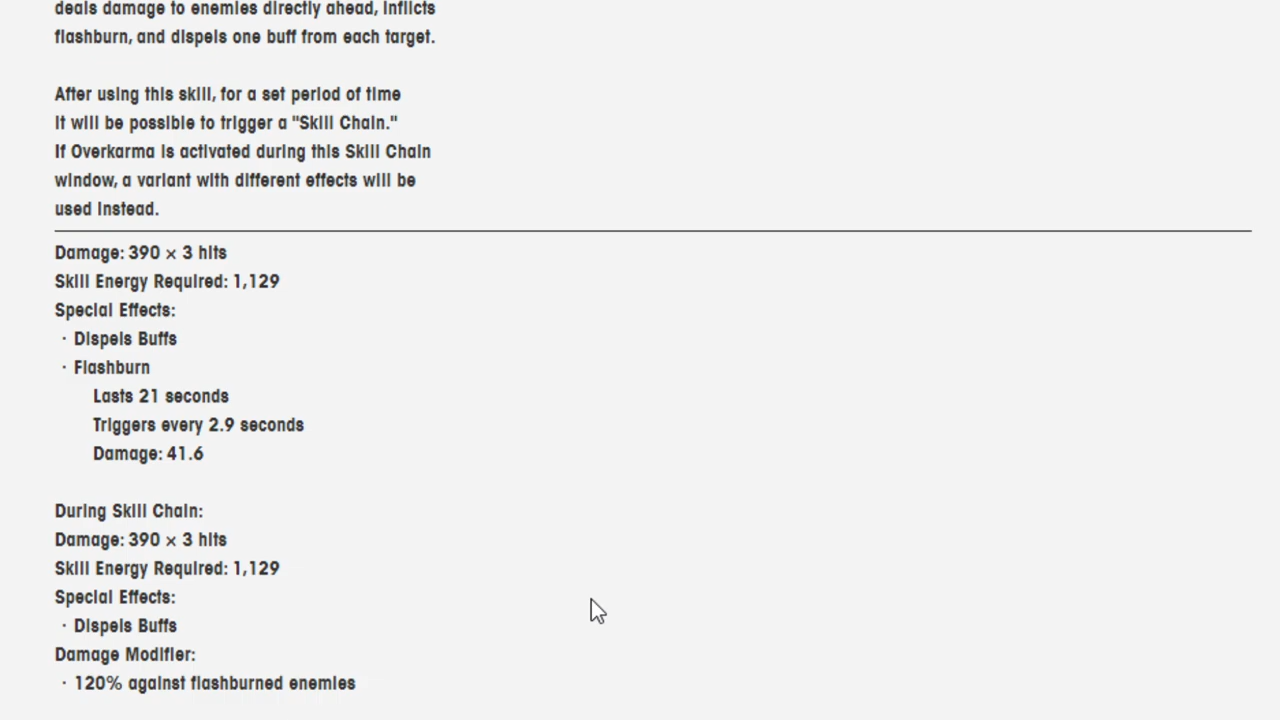 deals damage to enemies directly ahead, inflicts
flashburn, and dispels one buff from each target.
After using this skill, for a set period of time
it will be possible to trigger a "Skill Chain."
If Overkarma is activated during this Skill Chain
window, a variant with different effects will be
used instead.
Damage: 390 × 3 hits
Skill Energy Required: 1,129
Special Effects:
・Dispels Buffs
・Flashburn
Lasts 21 seconds
Triggers every 2.9 seconds
Damage: 41.6
During Skill Chain:
Damage: 390 × 3 hits
Skill Energy Required: 1,129
Special Effects:
・Dispels Buffs
Damage Modifier:
・120% against flashburned enemies